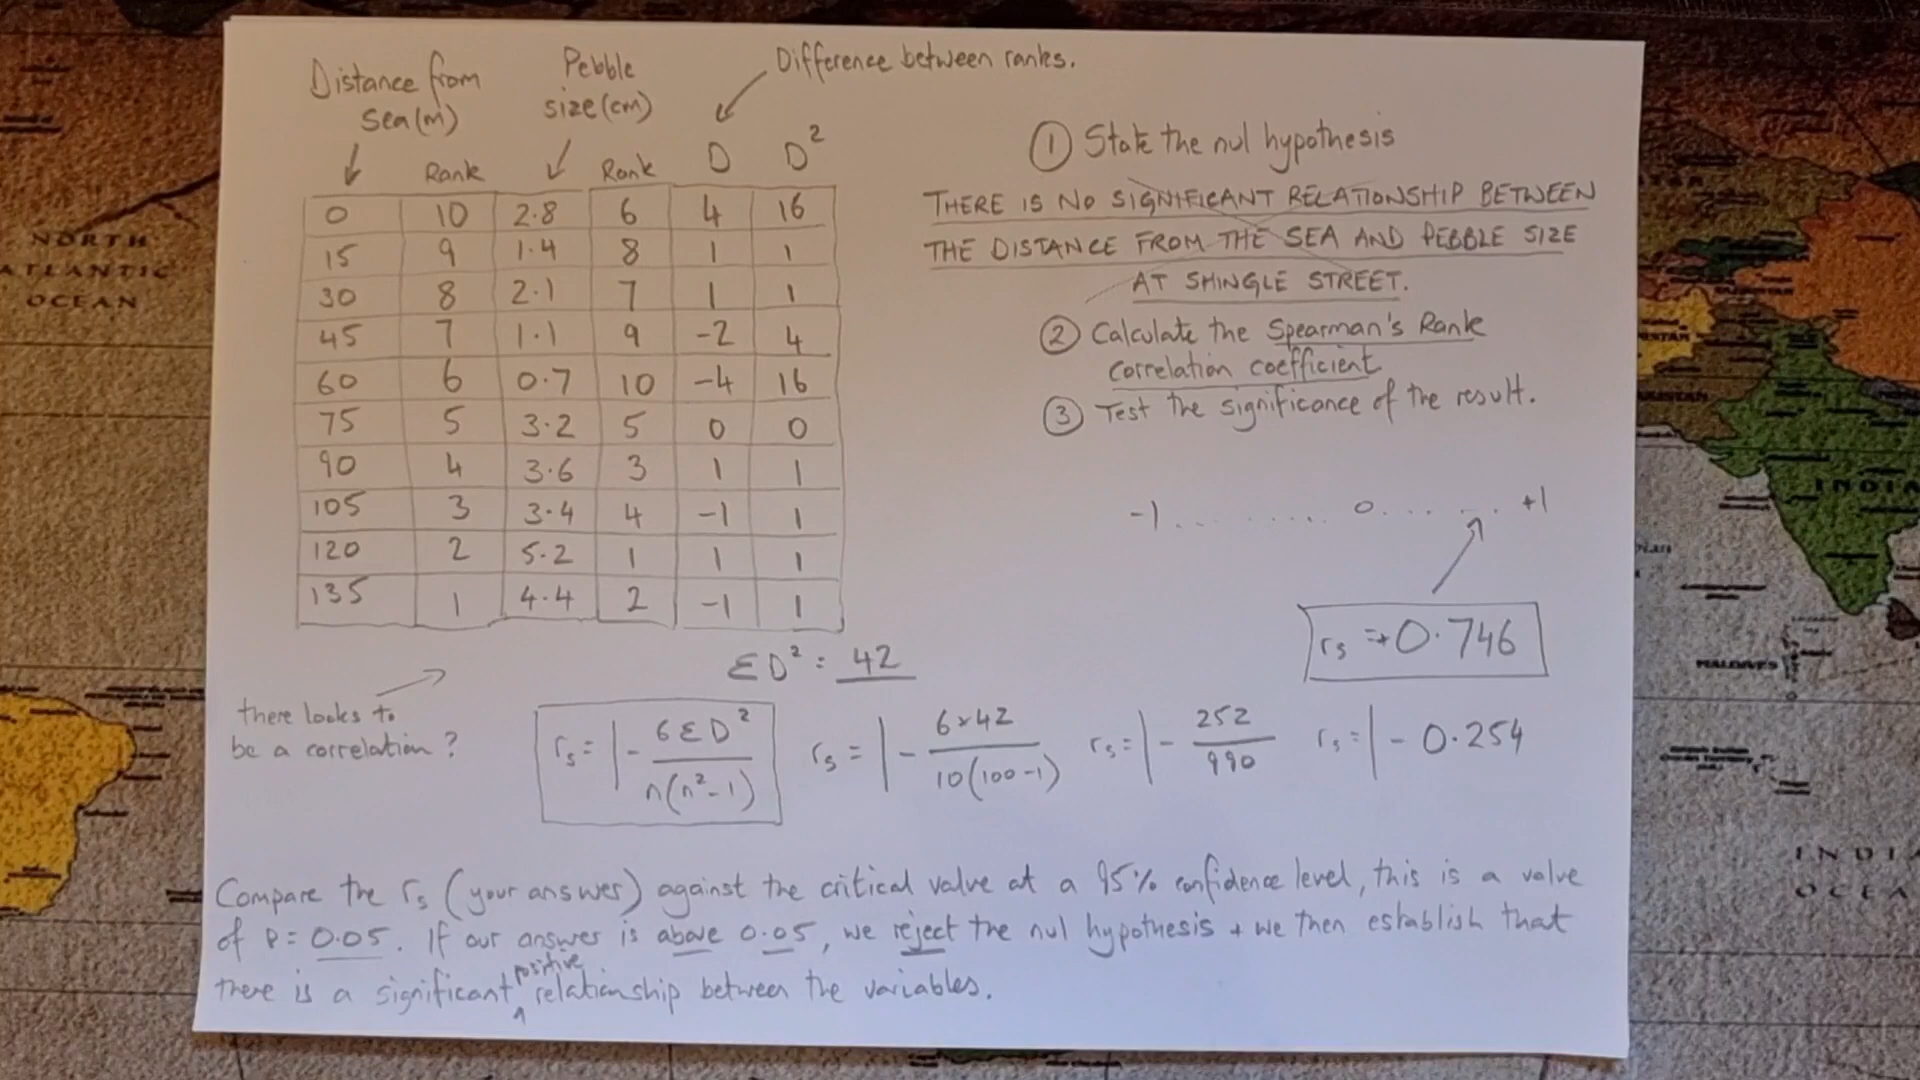 Distance from
sea (m)
Pebble
size (cm)
Difference between ranks.
Rank Rank D D²
0 10 2.8 6 4 16
15 9 1.4 8 1 1
30 8 2.1 7 1 1
45 7 1.1 9 -2 4
60 6 0.7 10 -4 16
75 5 3.2 5 0 0
90 4 3.6 3 1 1
105 3 3.4 4 -1 1
120 2 5.2 1 1 1
135 1 4.4 2 -1 1
ΣD² = 42
① State the nul hypothesis
THERE IS NO SIGNIFICANT RELATIONSHIP BETWEEN
THE DISTANCE FROM THE SEA AND PEBBLE SIZE
AT SHINGLE STREET.
② Calculate the Spearman's Rank
correlation coefficient
③ Test the significance of the result.
-1 ......... 0 ...... +1
rs = +0.746
there looks to
be a correlation?
rs = 1 - 6ΣD² / n(n²-1)
rs = 1 - 6×42 / 10(100-1)
rs = 1 - 252 / 990
rs = 1 - 0.254
Compare the rs (your answer) against the critical value at a 95% confidence level, this is a value
of P = 0.05. If our answer is above 0.05, we reject the nul hypothesis + we then establish that
there is a significant positive relationship between the variables.
NORTH
ATLANTIC
OCEAN
INDIA
MALDIVES
INDIA
OCEA